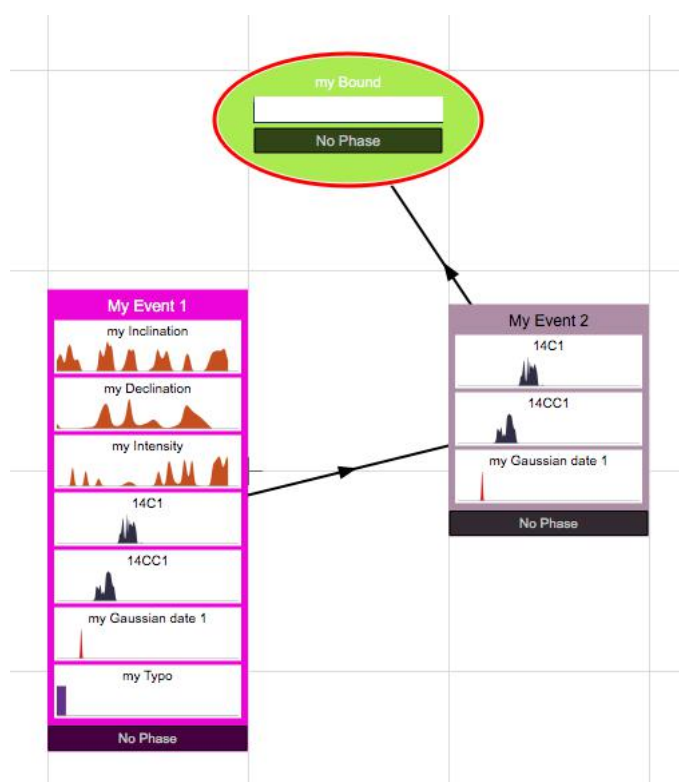 my Bound
No Phase
My Event 1
my Inclination
my Declination
my Intensity
14C1
14CC1
my Gaussian date 1
my Typo
No Phase
My Event 2
14C1
14CC1
my Gaussian date 1
No Phase